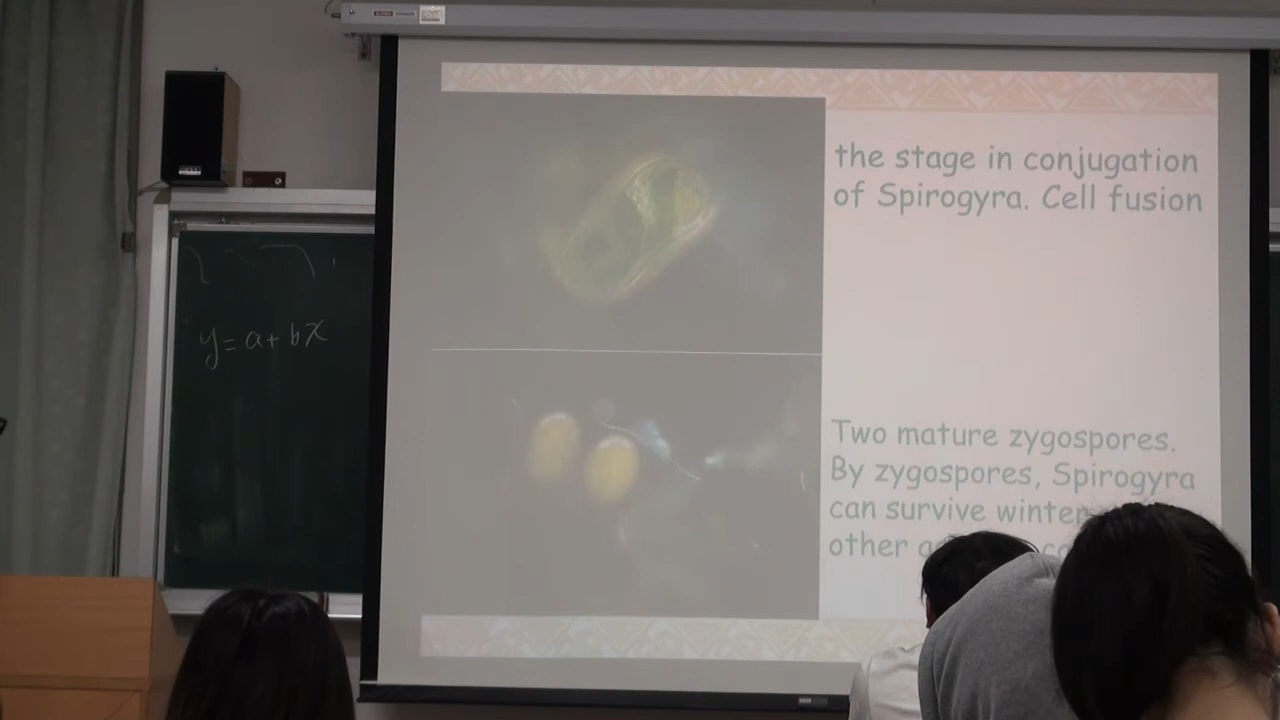 y=a+bx
the stage in conjugation
of Spirogyra. Cell fusion
Two mature zygospores.
By zygospores, Spirogyra
can survive winter
other